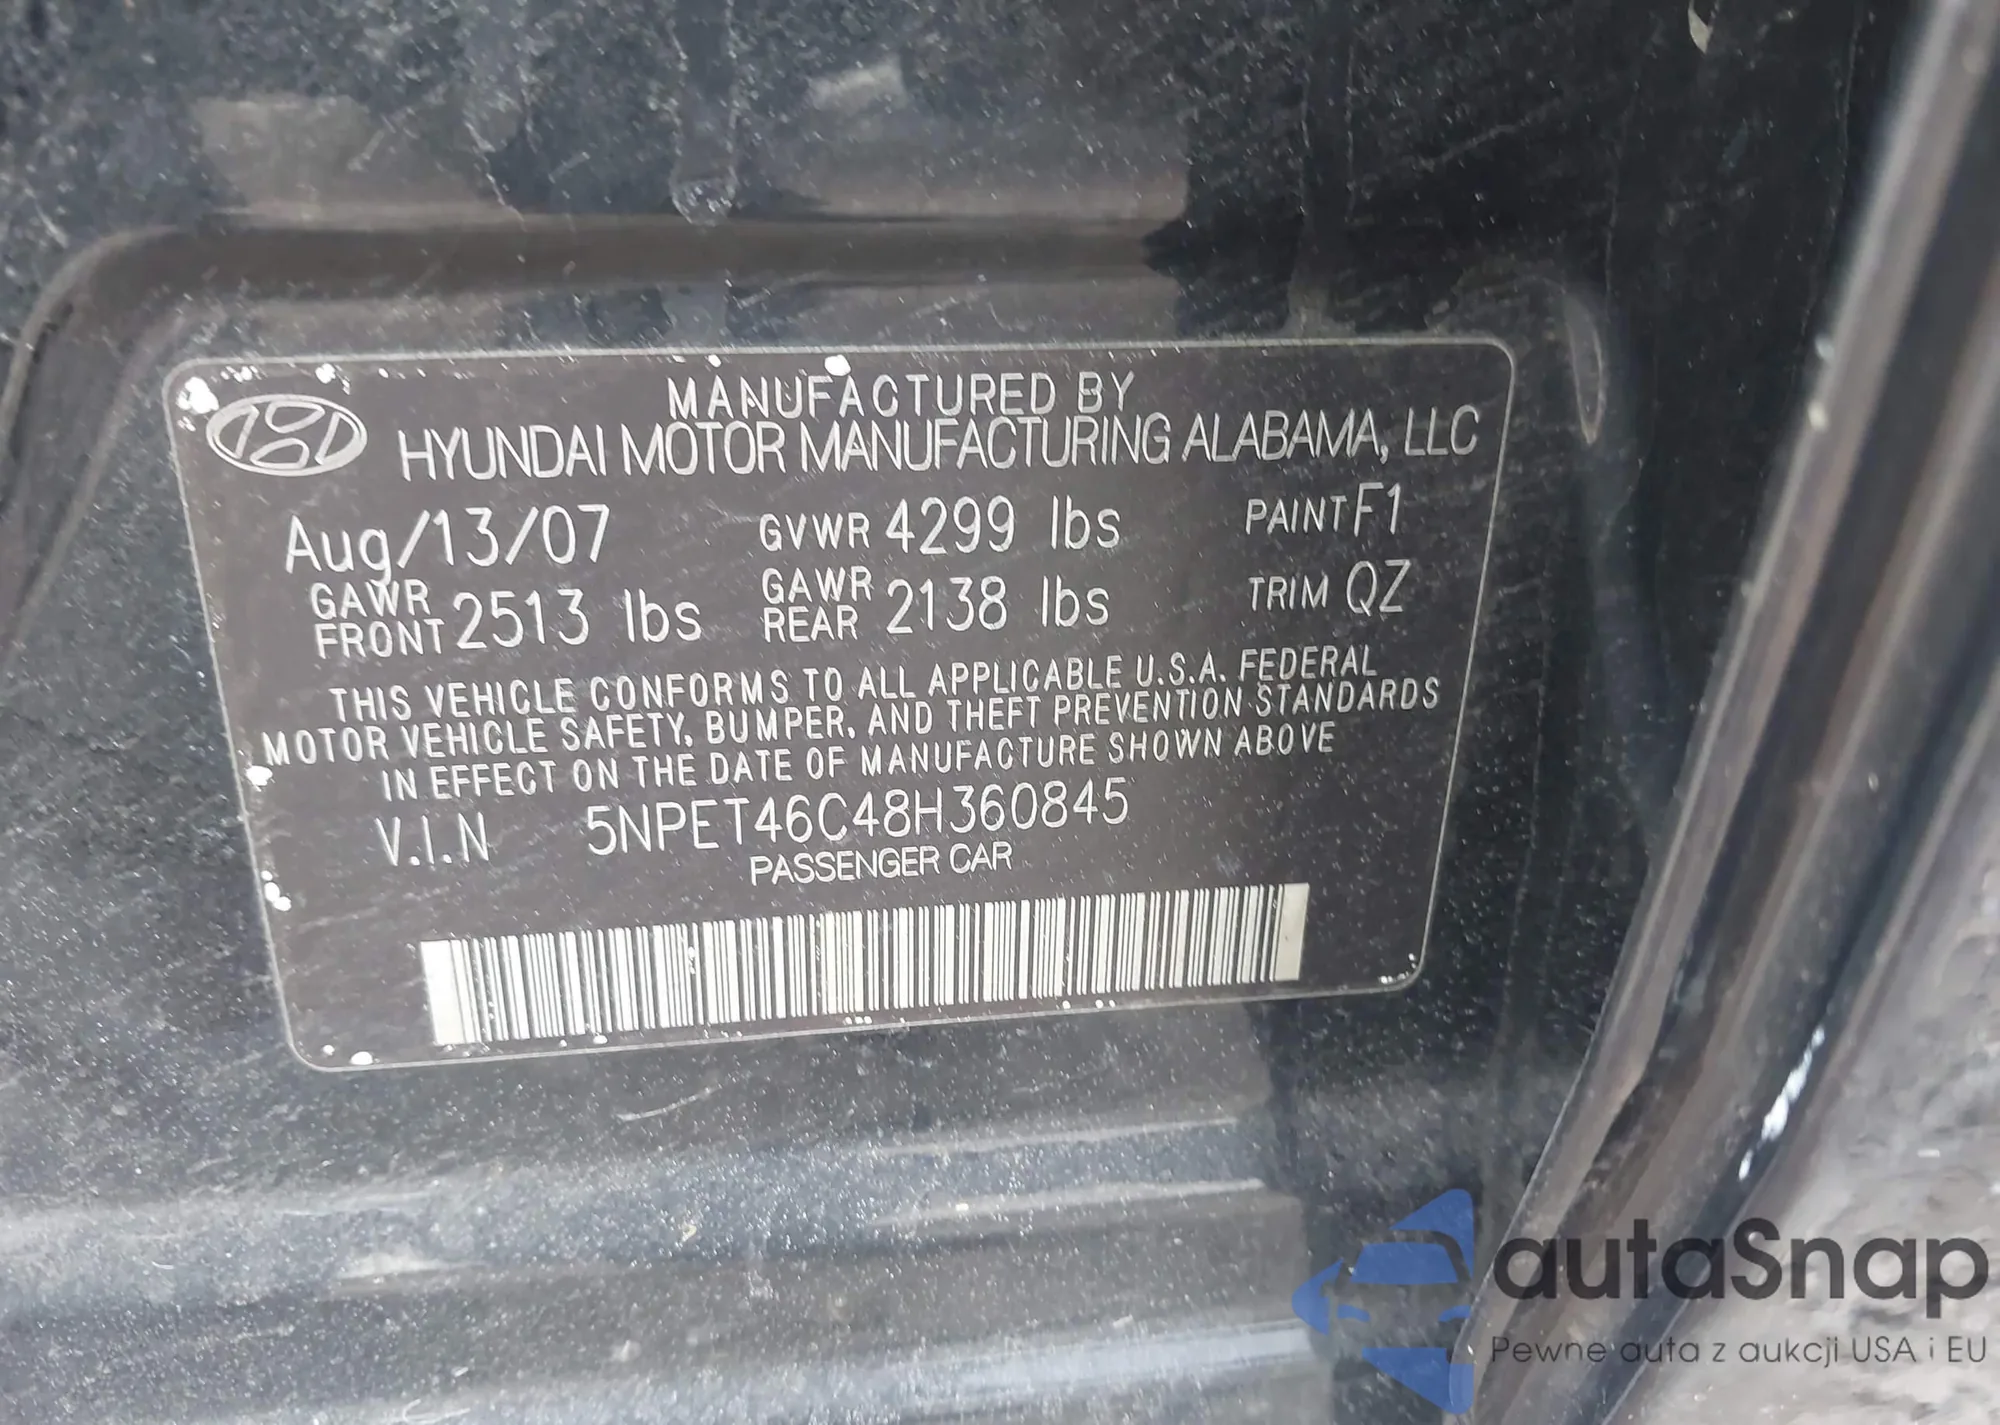 MANUFACTURED BY
HYUNDAI MOTOR MANUFACTURING ALABAMA, LLC
Aug/13/07 GVWR 4299 lbs PAINT F1
GAWR FRONT 2513 lbs GAWR REAR 2138 lbs TRIM QZ
THIS VEHICLE CONFORMS TO ALL APPLICABLE U.S.A. FEDERAL
MOTOR VEHICLE SAFETY, BUMPER, AND THEFT PREVENTION STANDARDS
IN EFFECT ON THE DATE OF MANUFACTURE SHOWN ABOVE
V.I.N 5NPET46C48H360845
PASSENGER CAR
autaSnap
Pewne auta z aukcji USA i EU